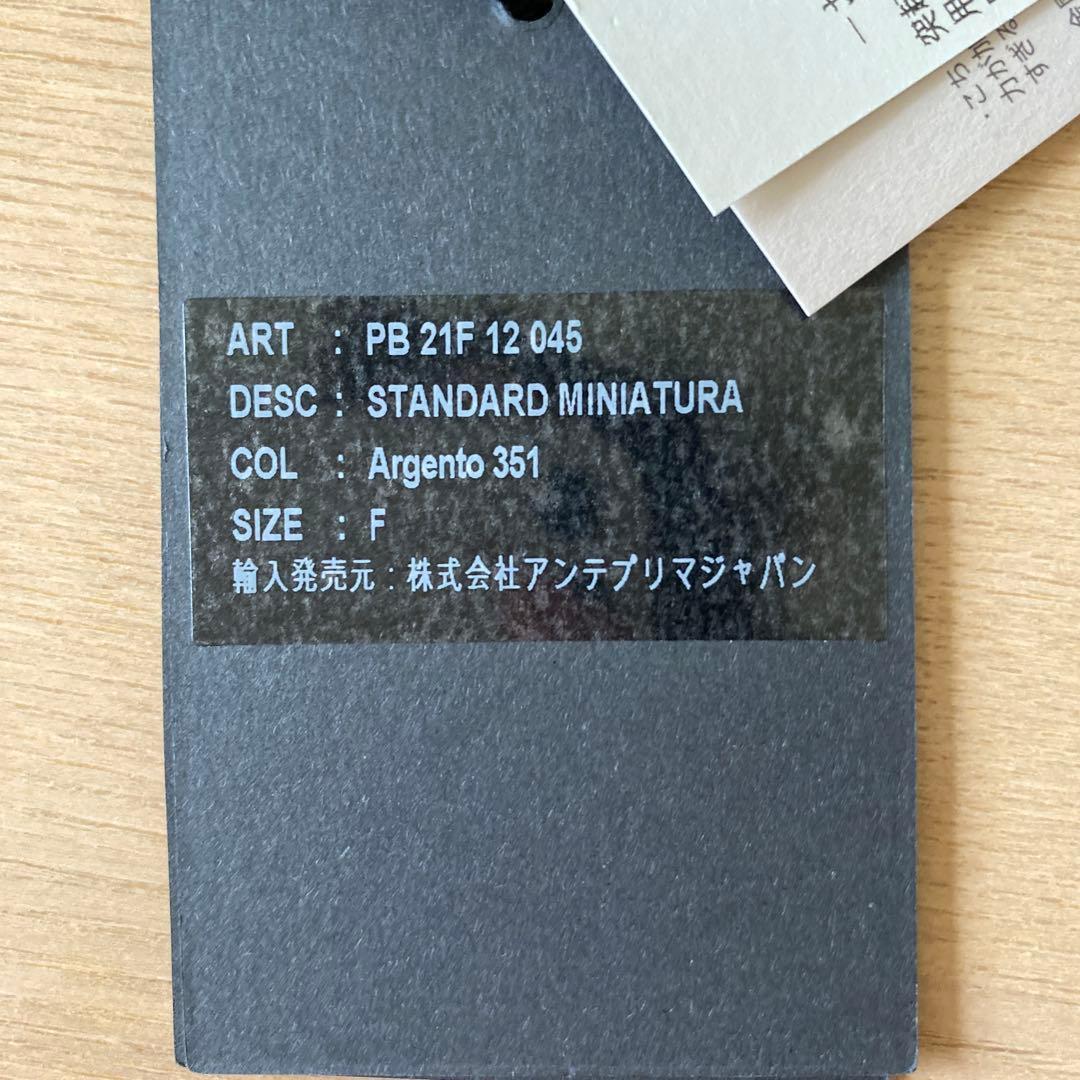 ART : PB 21F 12 045
DESC : STANDARD MINIATURA
COL : Argento 351
SIZE : F
輸入発売元 : 株式会社アンテプリマジャパン